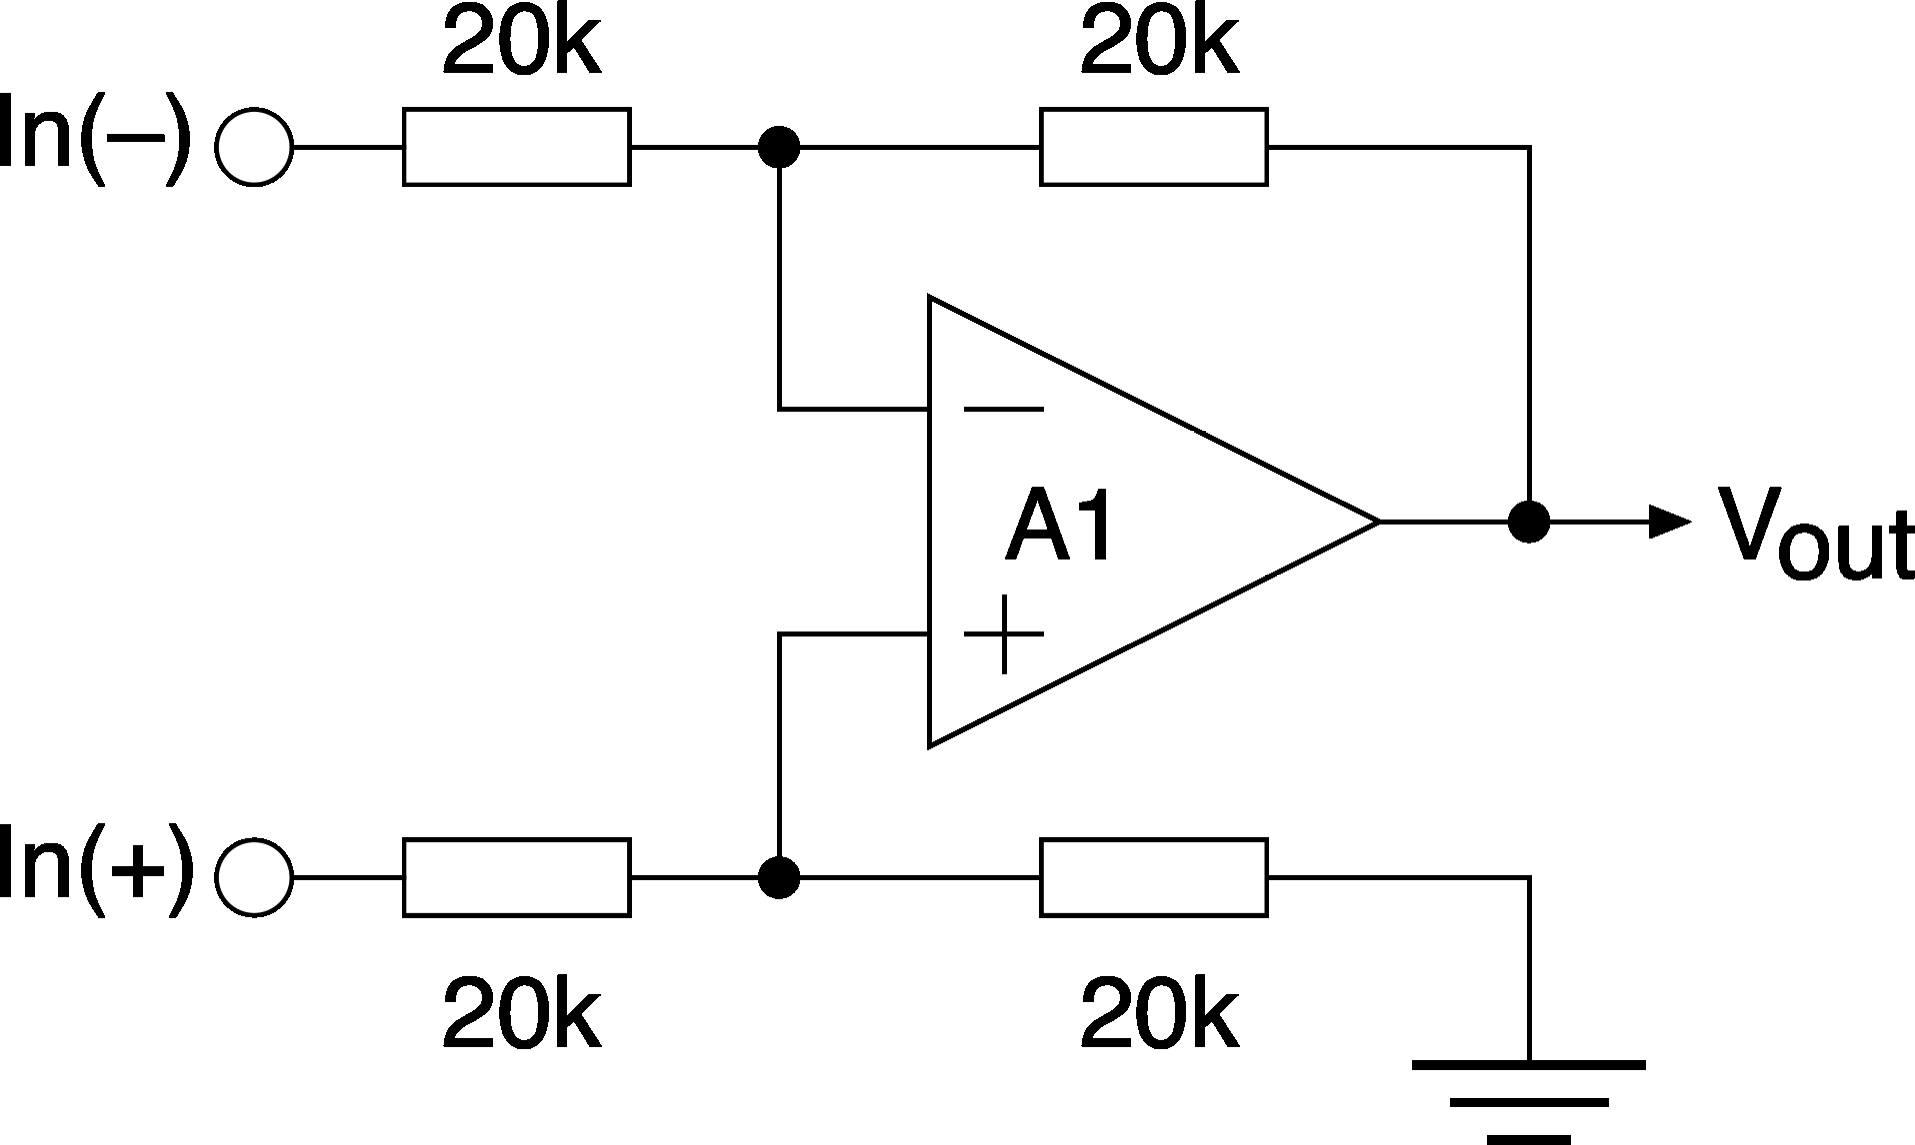 20k 20k
In(−)
−
A1
Vout
+
In(+)
20k 20k